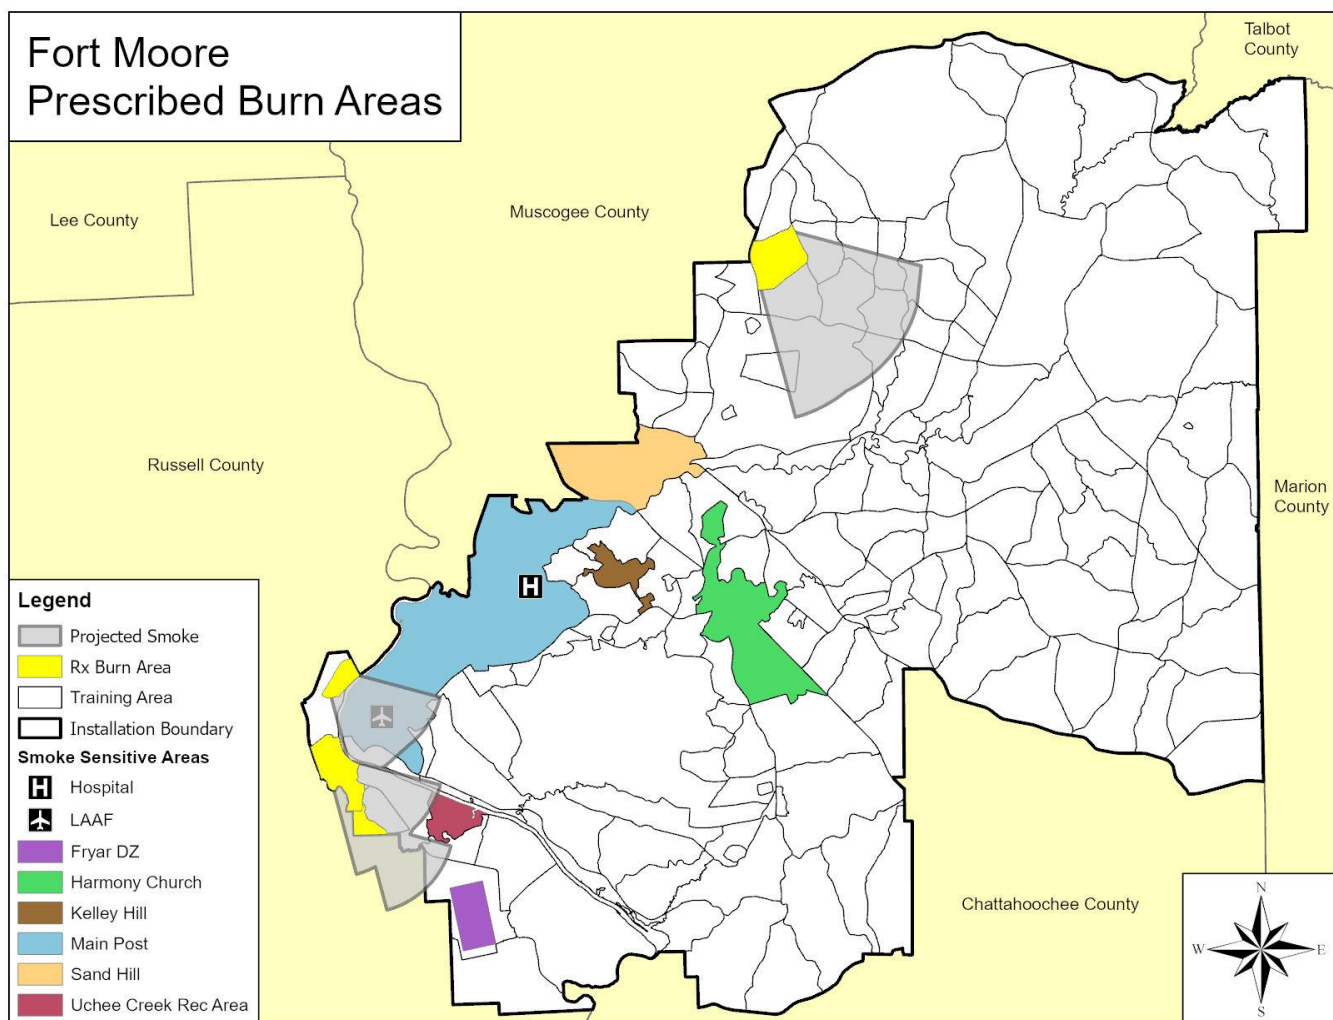 Fort Moore
Prescribed Burn Areas
Talbot
County
Lee County
Muscogee County
Russell County
Marion
County
H
Legend
Projected Smoke
Rx Burn Area
Training Area
Installation Boundary
Smoke Sensitive Areas
H Hospital
LAAF
Fryar DZ
Harmony Church
Kelley Hill
Main Post
Sand Hill
Uchee Creek Rec Area
Chattahoochee County
N
W E
S